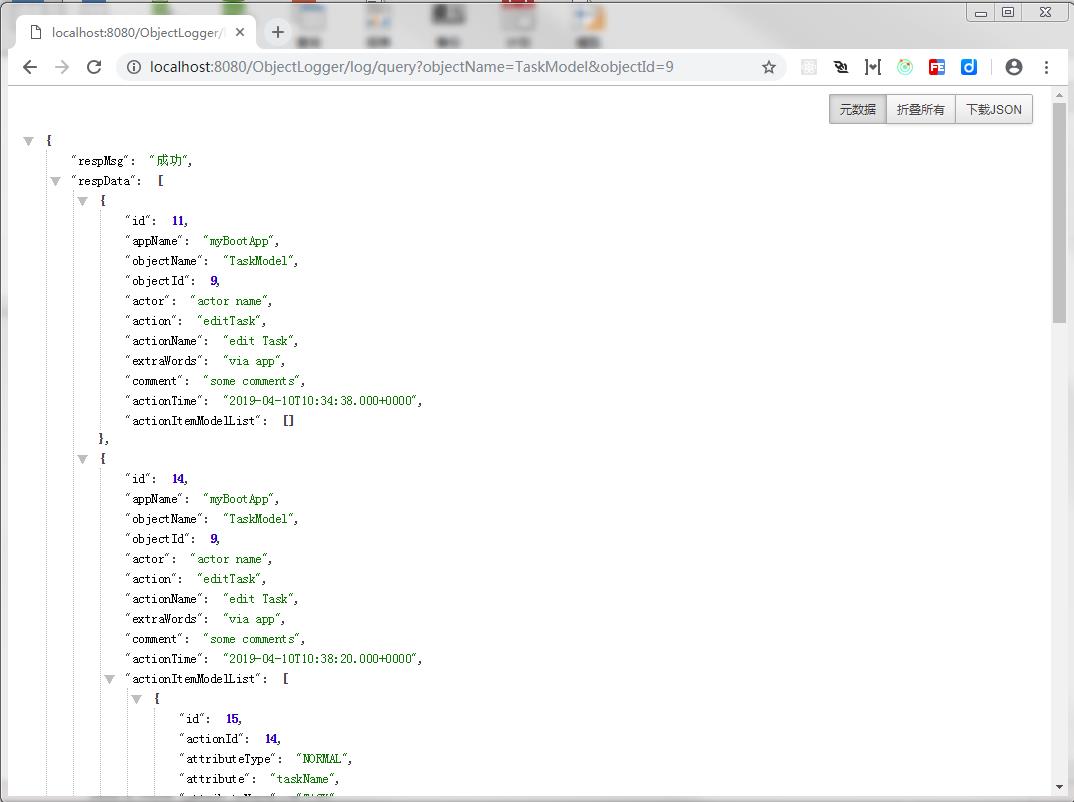 localhost:8080/ObjectLogger/
localhost:8080/ObjectLogger/log/query?objectName=TaskModel&objectId=9
元数据 折叠所有 下载JSON
{
"respMsg": "成功",
"respData": [
{
"id": 11,
"appName": "myBootApp",
"objectName": "TaskModel",
"objectId": 9,
"actor": "actor name",
"action": "editTask",
"actionName": "edit Task",
"extraWords": "via app",
"comment": "some comments",
"actionTime": "2019-04-10T10:34:38.000+0000",
"actionItemModelList": []
},
{
"id": 14,
"appName": "myBootApp",
"objectName": "TaskModel",
"objectId": 9,
"actor": "actor name",
"action": "editTask",
"actionName": "edit Task",
"extraWords": "via app",
"comment": "some comments",
"actionTime": "2019-04-10T10:38:20.000+0000",
"actionItemModelList": [
{
"id": 15,
"actionId": 14,
"attributeType": "NORMAL",
"attribute": "taskName",